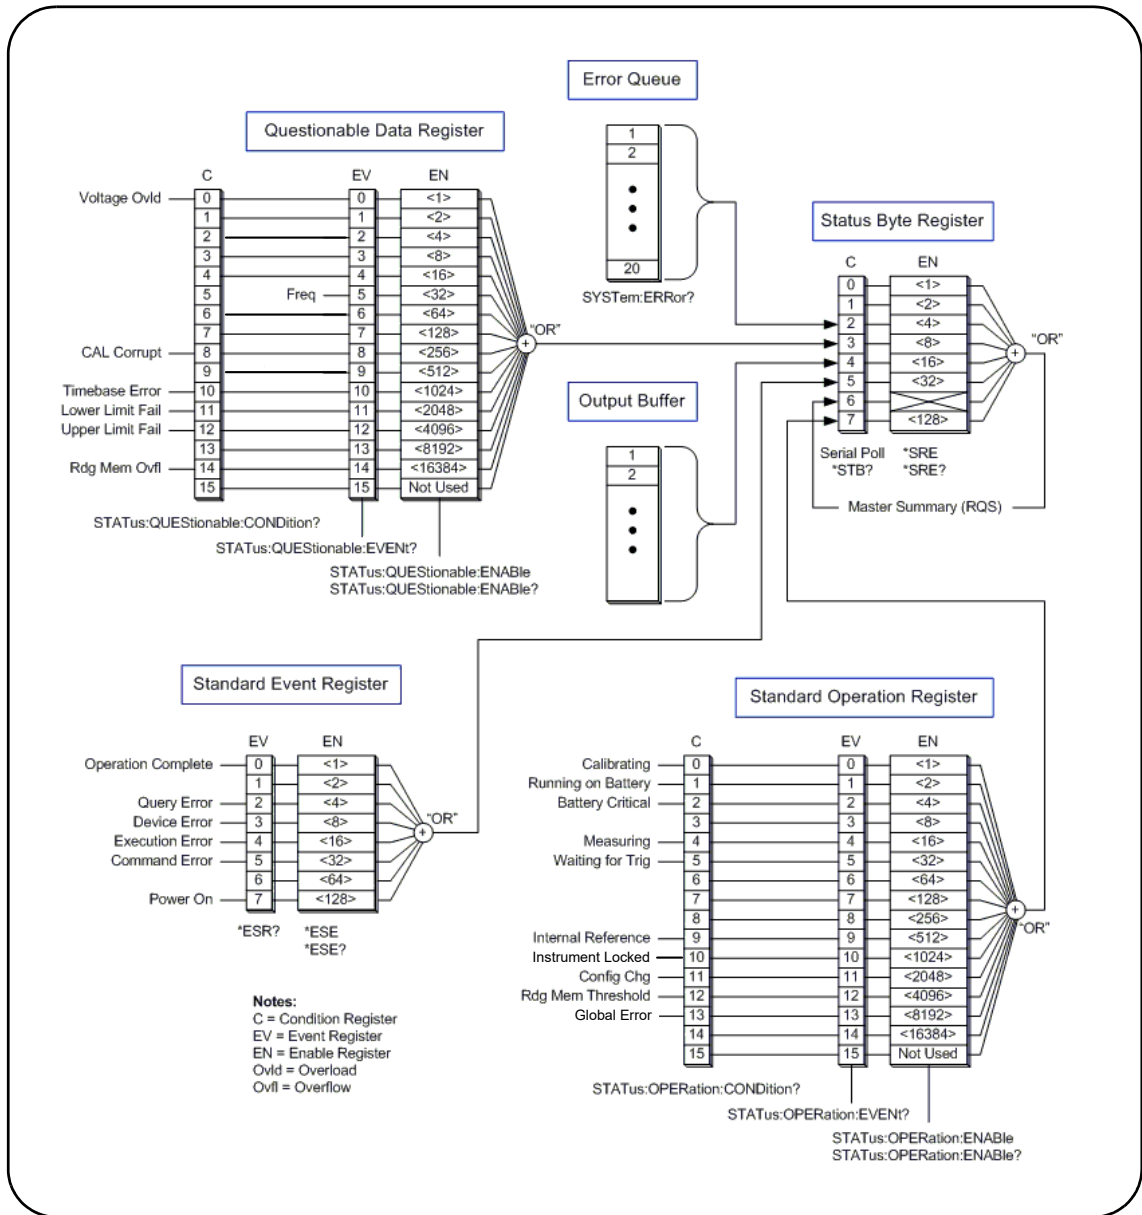 Error Queue
1
2
20
SYSTem:ERRor?
Questionable Data Register
C EV EN
Voltage Ovld 0 0 <1>
1 1 <2>
2 2 <4>
3 3 <8>
4 4 <16>
5 Freq 5 <32>
6 6 <64>
7 7 <128>
CAL Corrupt 8 8 <256>
9 9 <512>
Timebase Error 10 10 <1024>
Lower Limit Fail 11 11 <2048>
Upper Limit Fail 12 12 <4096>
13 13 <8192>
Rdg Mem Ovfl 14 14 <16384>
15 15 Not Used
"OR"
+
STATus:QUEStionable:CONDition?
STATus:QUEStionable:EVENt?
STATus:QUEStionable:ENABle
STATus:QUEStionable:ENABle?
Output Buffer
1
2
Status Byte Register
C EN
0 <1>
1 <2>
2 <4>
3 <8>
4 <16>
5 <32>
6
7 <128>
"OR"
+
Serial Poll *SRE
*STB? *SRE?
Master Summary (RQS)
Standard Event Register
EV EN
Operation Complete 0 <1>
1 <2>
Query Error 2 <4>
Device Error 3 <8>
Execution Error 4 <16>
Command Error 5 <32>
6 <64>
Power On 7 <128>
"OR"
+
*ESR? *ESE
*ESE?
Notes:
C = Condition Register
EV = Event Register
EN = Enable Register
Ovld = Overload
Ovfl = Overflow
Standard Operation Register
C EV EN
Calibrating 0 0 <1>
Running on Battery 1 1 <2>
Battery Critical 2 2 <4>
3 3 <8>
Measuring 4 4 <16>
Waiting for Trig 5 5 <32>
6 6 <64>
7 7 <128>
8 8 <256>
Internal Reference 9 9 <512>
Instrument Locked 10 10 <1024>
Config Chg 11 11 <2048>
Rdg Mem Threshold 12 12 <4096>
Global Error 13 13 <8192>
14 14 <16384>
15 15 Not Used
+
"OR"
STATus:OPERation:CONDition?
STATus:OPERation:EVENt?
STATus:OPERation:ENABle
STATus:OPERation:ENABle?